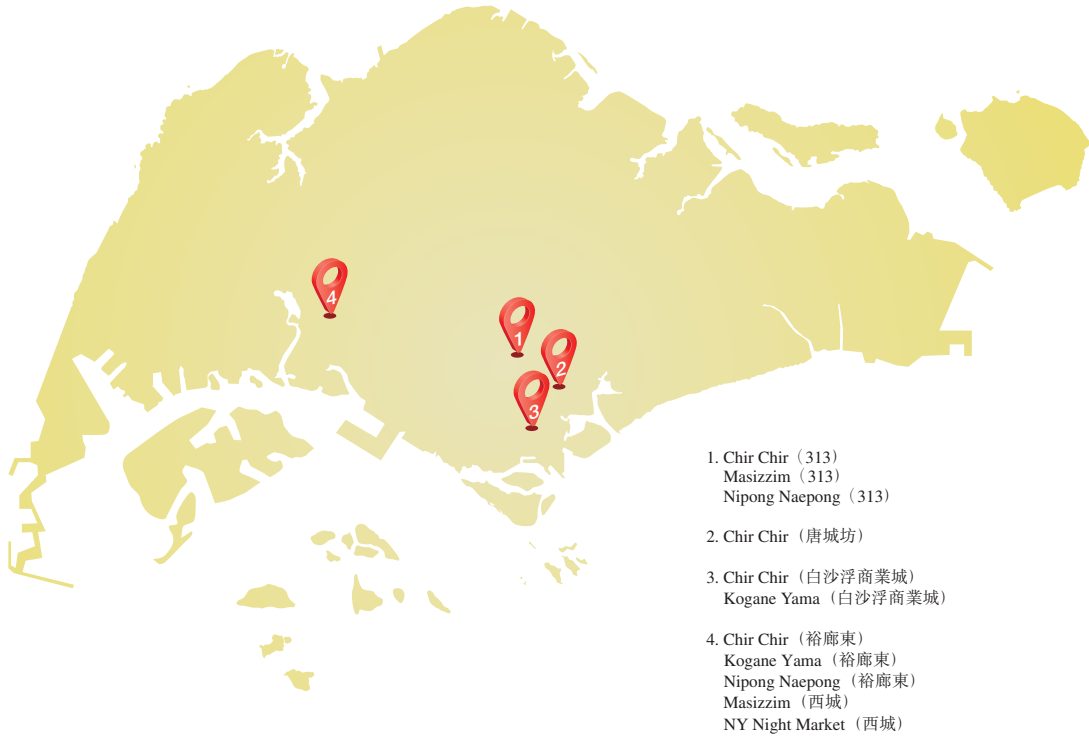 4
1
2
3
1. Chir Chir（313）
Masizzim（313）
Nipong Naepong（313）
2. Chir Chir（唐城坊）
3. Chir Chir（白沙浮商業城）
Kogane Yama（白沙浮商業城）
4. Chir Chir（裕廊東）
Kogane Yama（裕廊東）
Nipong Naepong（裕廊東）
Masizzim（西城）
NY Night Market（西城）